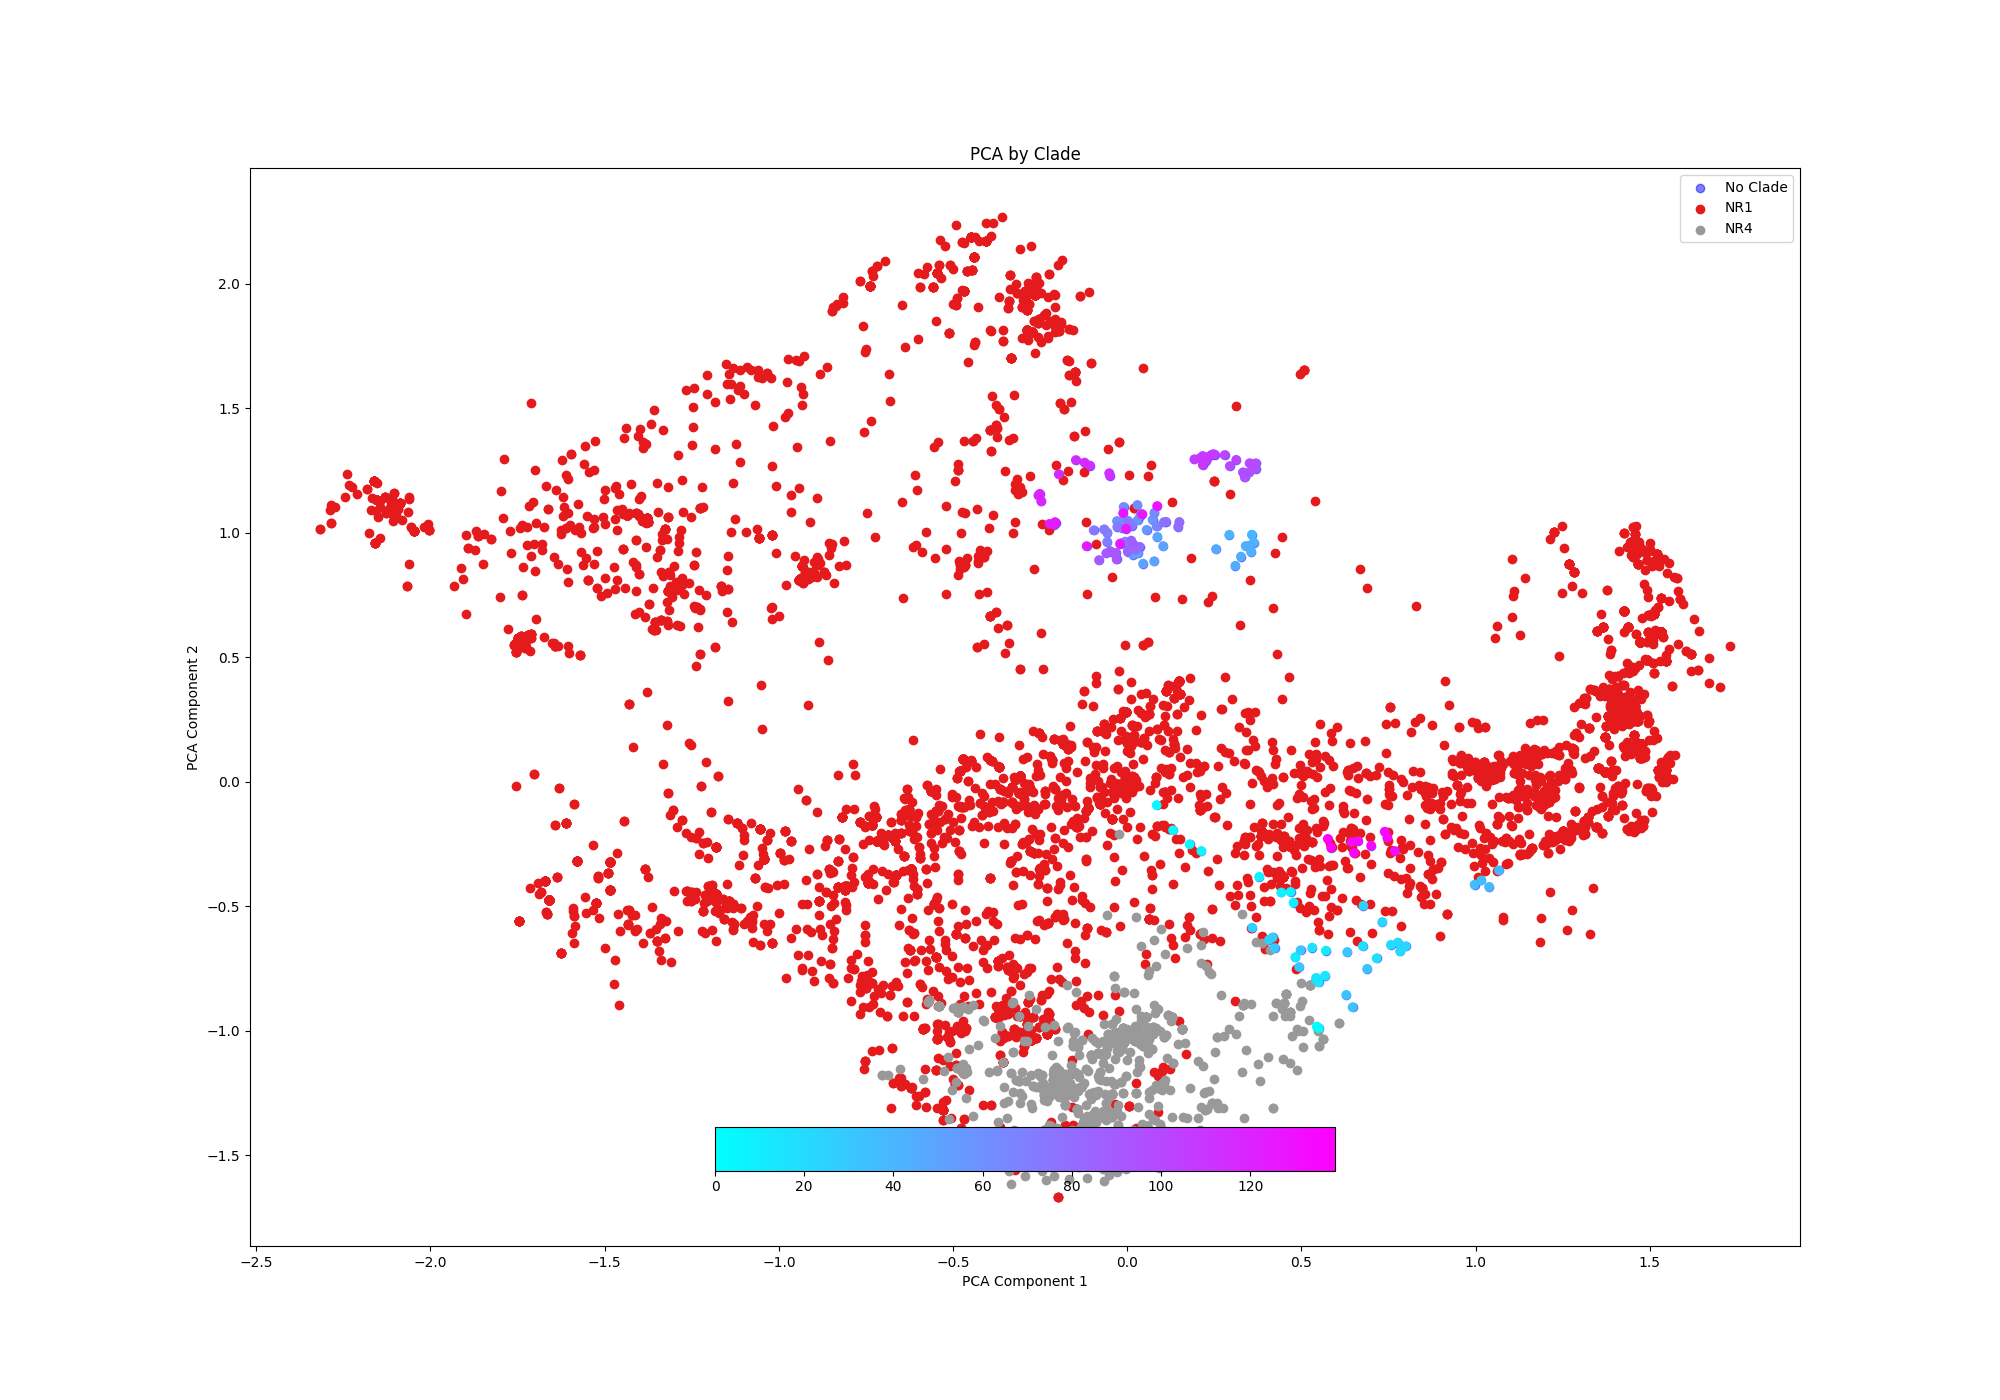 PCA by Clade
No Clade
NR1
NR4
2.0
1.5
1.0
0.5
0.0
−0.5
−1.0
−1.5
PCA Component 2
0 20 40 60 80 100 120
−2.5 −2.0 −1.5 −1.0 −0.5 0.0 0.5 1.0 1.5
PCA Component 1